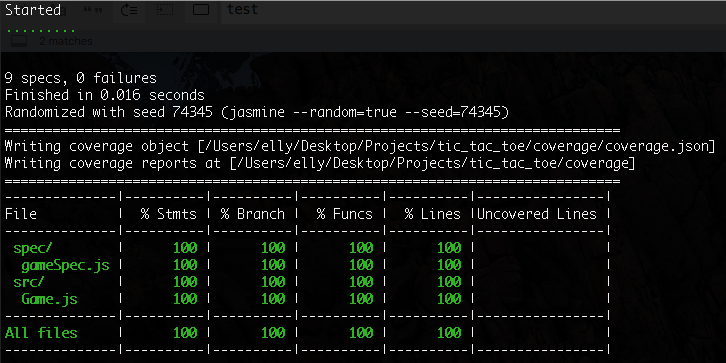 Started
test
.........
2 matches
9 specs, 0 failures
Finished in 0.016 seconds
Randomized with seed 74345 (jasmine --random=true --seed=74345)
=============================================================================
Writing coverage object [/Users/elly/Desktop/Projects/tic_tac_toe/coverage/coverage.json]
Writing coverage reports at [/Users/elly/Desktop/Projects/tic_tac_toe/coverage]
=============================================================================
--------------|----------|----------|----------|----------|----------------|
File | % Stmts | % Branch | % Funcs | % Lines |Uncovered Lines |
--------------|----------|----------|----------|----------|----------------|
spec/ | 100 | 100 | 100 | 100 | |
gameSpec.js | 100 | 100 | 100 | 100 | |
src/ | 100 | 100 | 100 | 100 | |
Game.js | 100 | 100 | 100 | 100 | |
--------------|----------|----------|----------|----------|----------------|
All files | 100 | 100 | 100 | 100 | |
--------------|----------|----------|----------|----------|----------------|